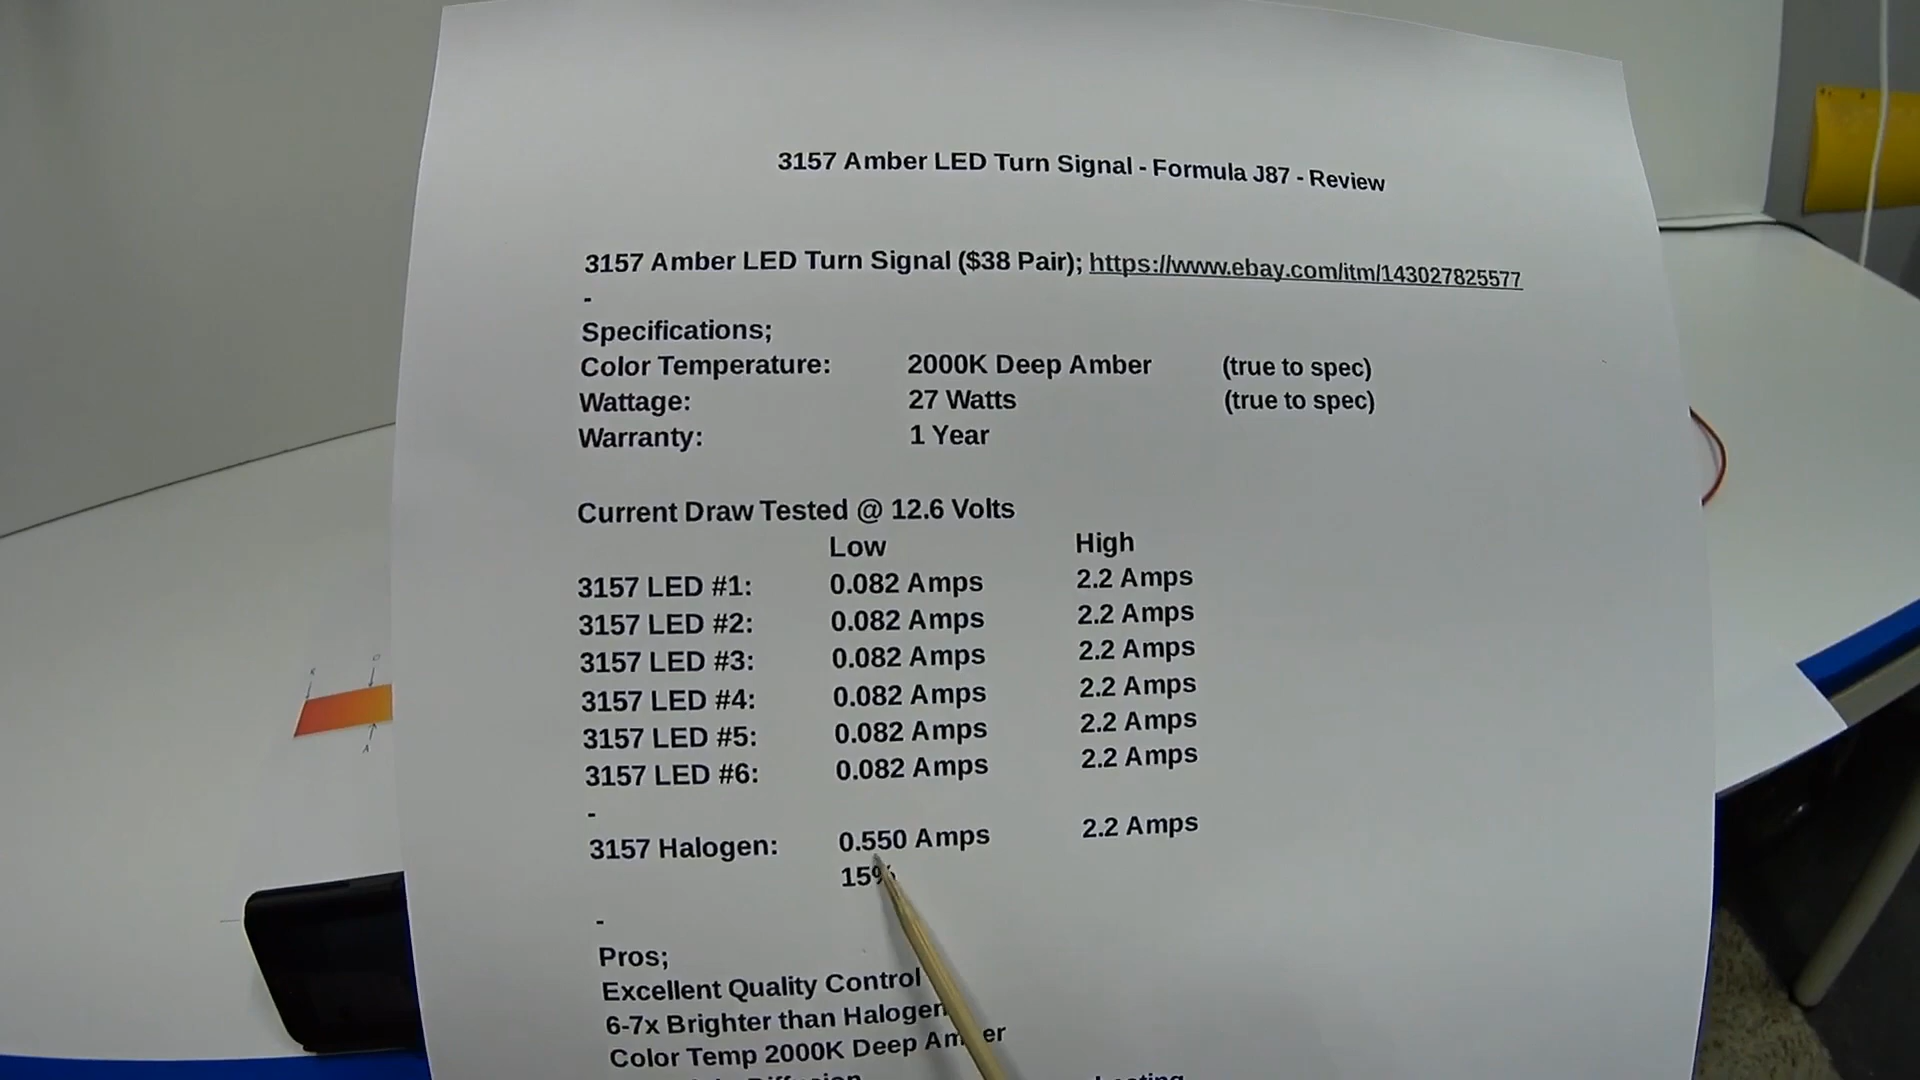 3157 Amber LED Turn Signal - Formula J87 - Review
3157 Amber LED Turn Signal ($38 Pair); https://www.ebay.com/itm/143027825577
-
Specifications;
Color Temperature: 2000K Deep Amber (true to spec)
Wattage: 27 Watts (true to spec)
Warranty: 1 Year
Current Draw Tested @ 12.6 Volts
Low High
3157 LED #1: 0.082 Amps 2.2 Amps
3157 LED #2: 0.082 Amps 2.2 Amps
3157 LED #3: 0.082 Amps 2.2 Amps
3157 LED #4: 0.082 Amps 2.2 Amps
3157 LED #5: 0.082 Amps 2.2 Amps
3157 LED #6: 0.082 Amps 2.2 Amps
-
3157 Halogen: 0.550 Amps 2.2 Amps
15%
-
Pros;
Excellent Quality Control
6-7x Brighter than Halogen
Color Temp 2000K Deep Amber